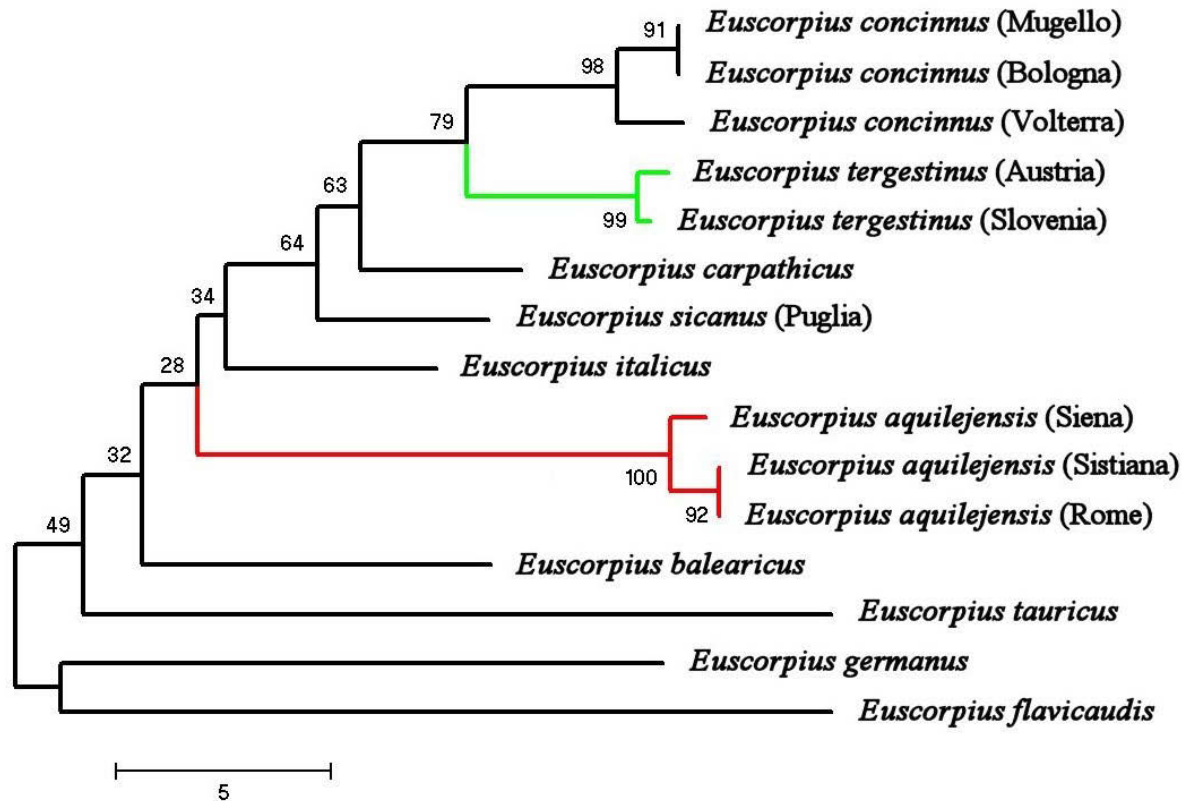 91
Euscorpius concinnus (Mugello)
98
Euscorpius concinnus (Bologna)
79
Euscorpius concinnus (Volterra)
63
Euscorpius tergestinus (Austria)
99
Euscorpius tergestinus (Slovenia)
64
Euscorpius carpathicus
34
Euscorpius sicanus (Puglia)
28
Euscorpius italicus
Euscorpius aquilejensis (Siena)
32
100
Euscorpius aquilejensis (Sistiana)
49
92
Euscorpius aquilejensis (Rome)
Euscorpius balearicus
Euscorpius tauricus
Euscorpius germanus
Euscorpius flavicaudis
5